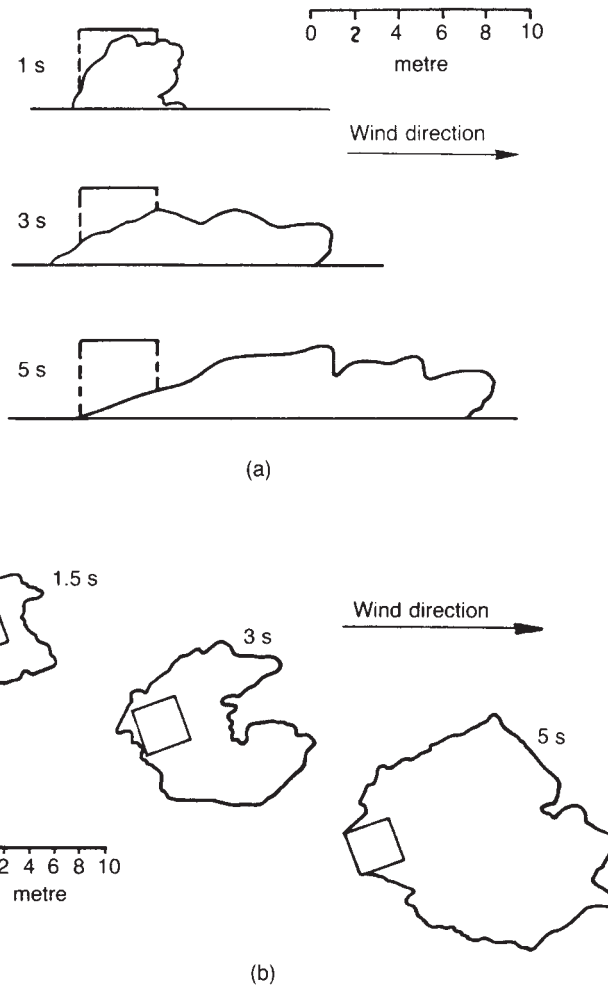 0 2 4 6 8 10
metre
1 s
Wind direction
3 s
5 s
(a)
1.5 s
Wind direction
3 s
5 s
2 4 6 8 10
metre
(b)